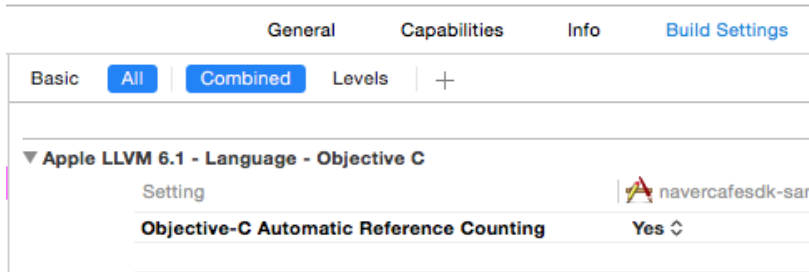 General Capabilities Info Build Settings
Basic All Combined Levels +
Apple LLVM 6.1 - Language - Objective C
Setting navercafesdk-sar
Objective-C Automatic Reference Counting Yes